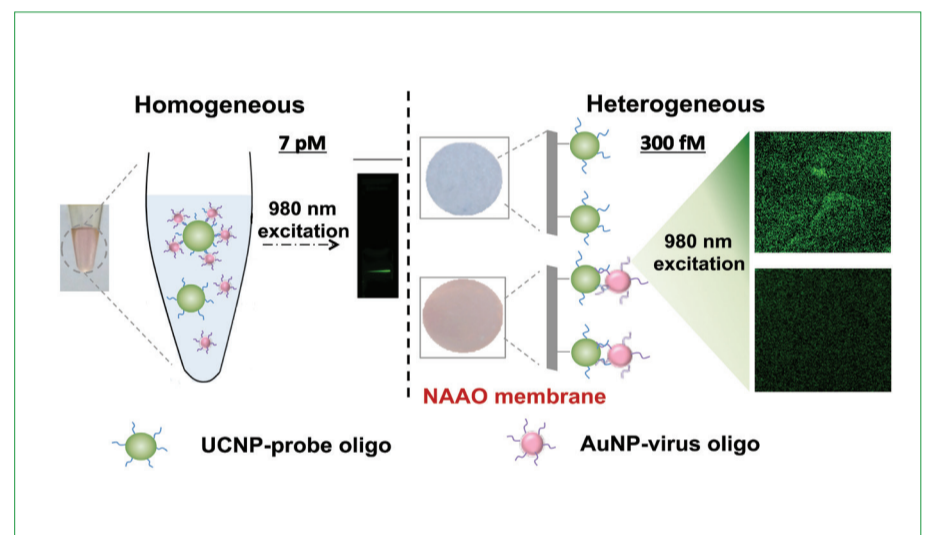 Homogeneous
7 pM
980 nm
excitation
Heterogeneous
300 fM
980 nm
excitation
NAAO membrane
UCNP-probe oligo
AuNP-virus oligo